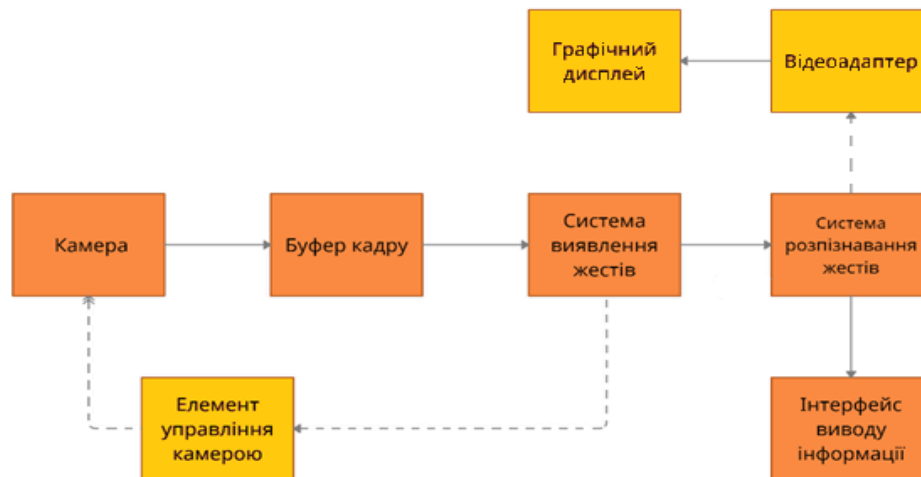 Графічний
дисплей
Відеоадаптер
Камера
Буфер кадру
Система
виявлення
жестів
Система
розпізнавання
жестів
Елемент
управління
камерою
Інтерфейс
виводу
інформації